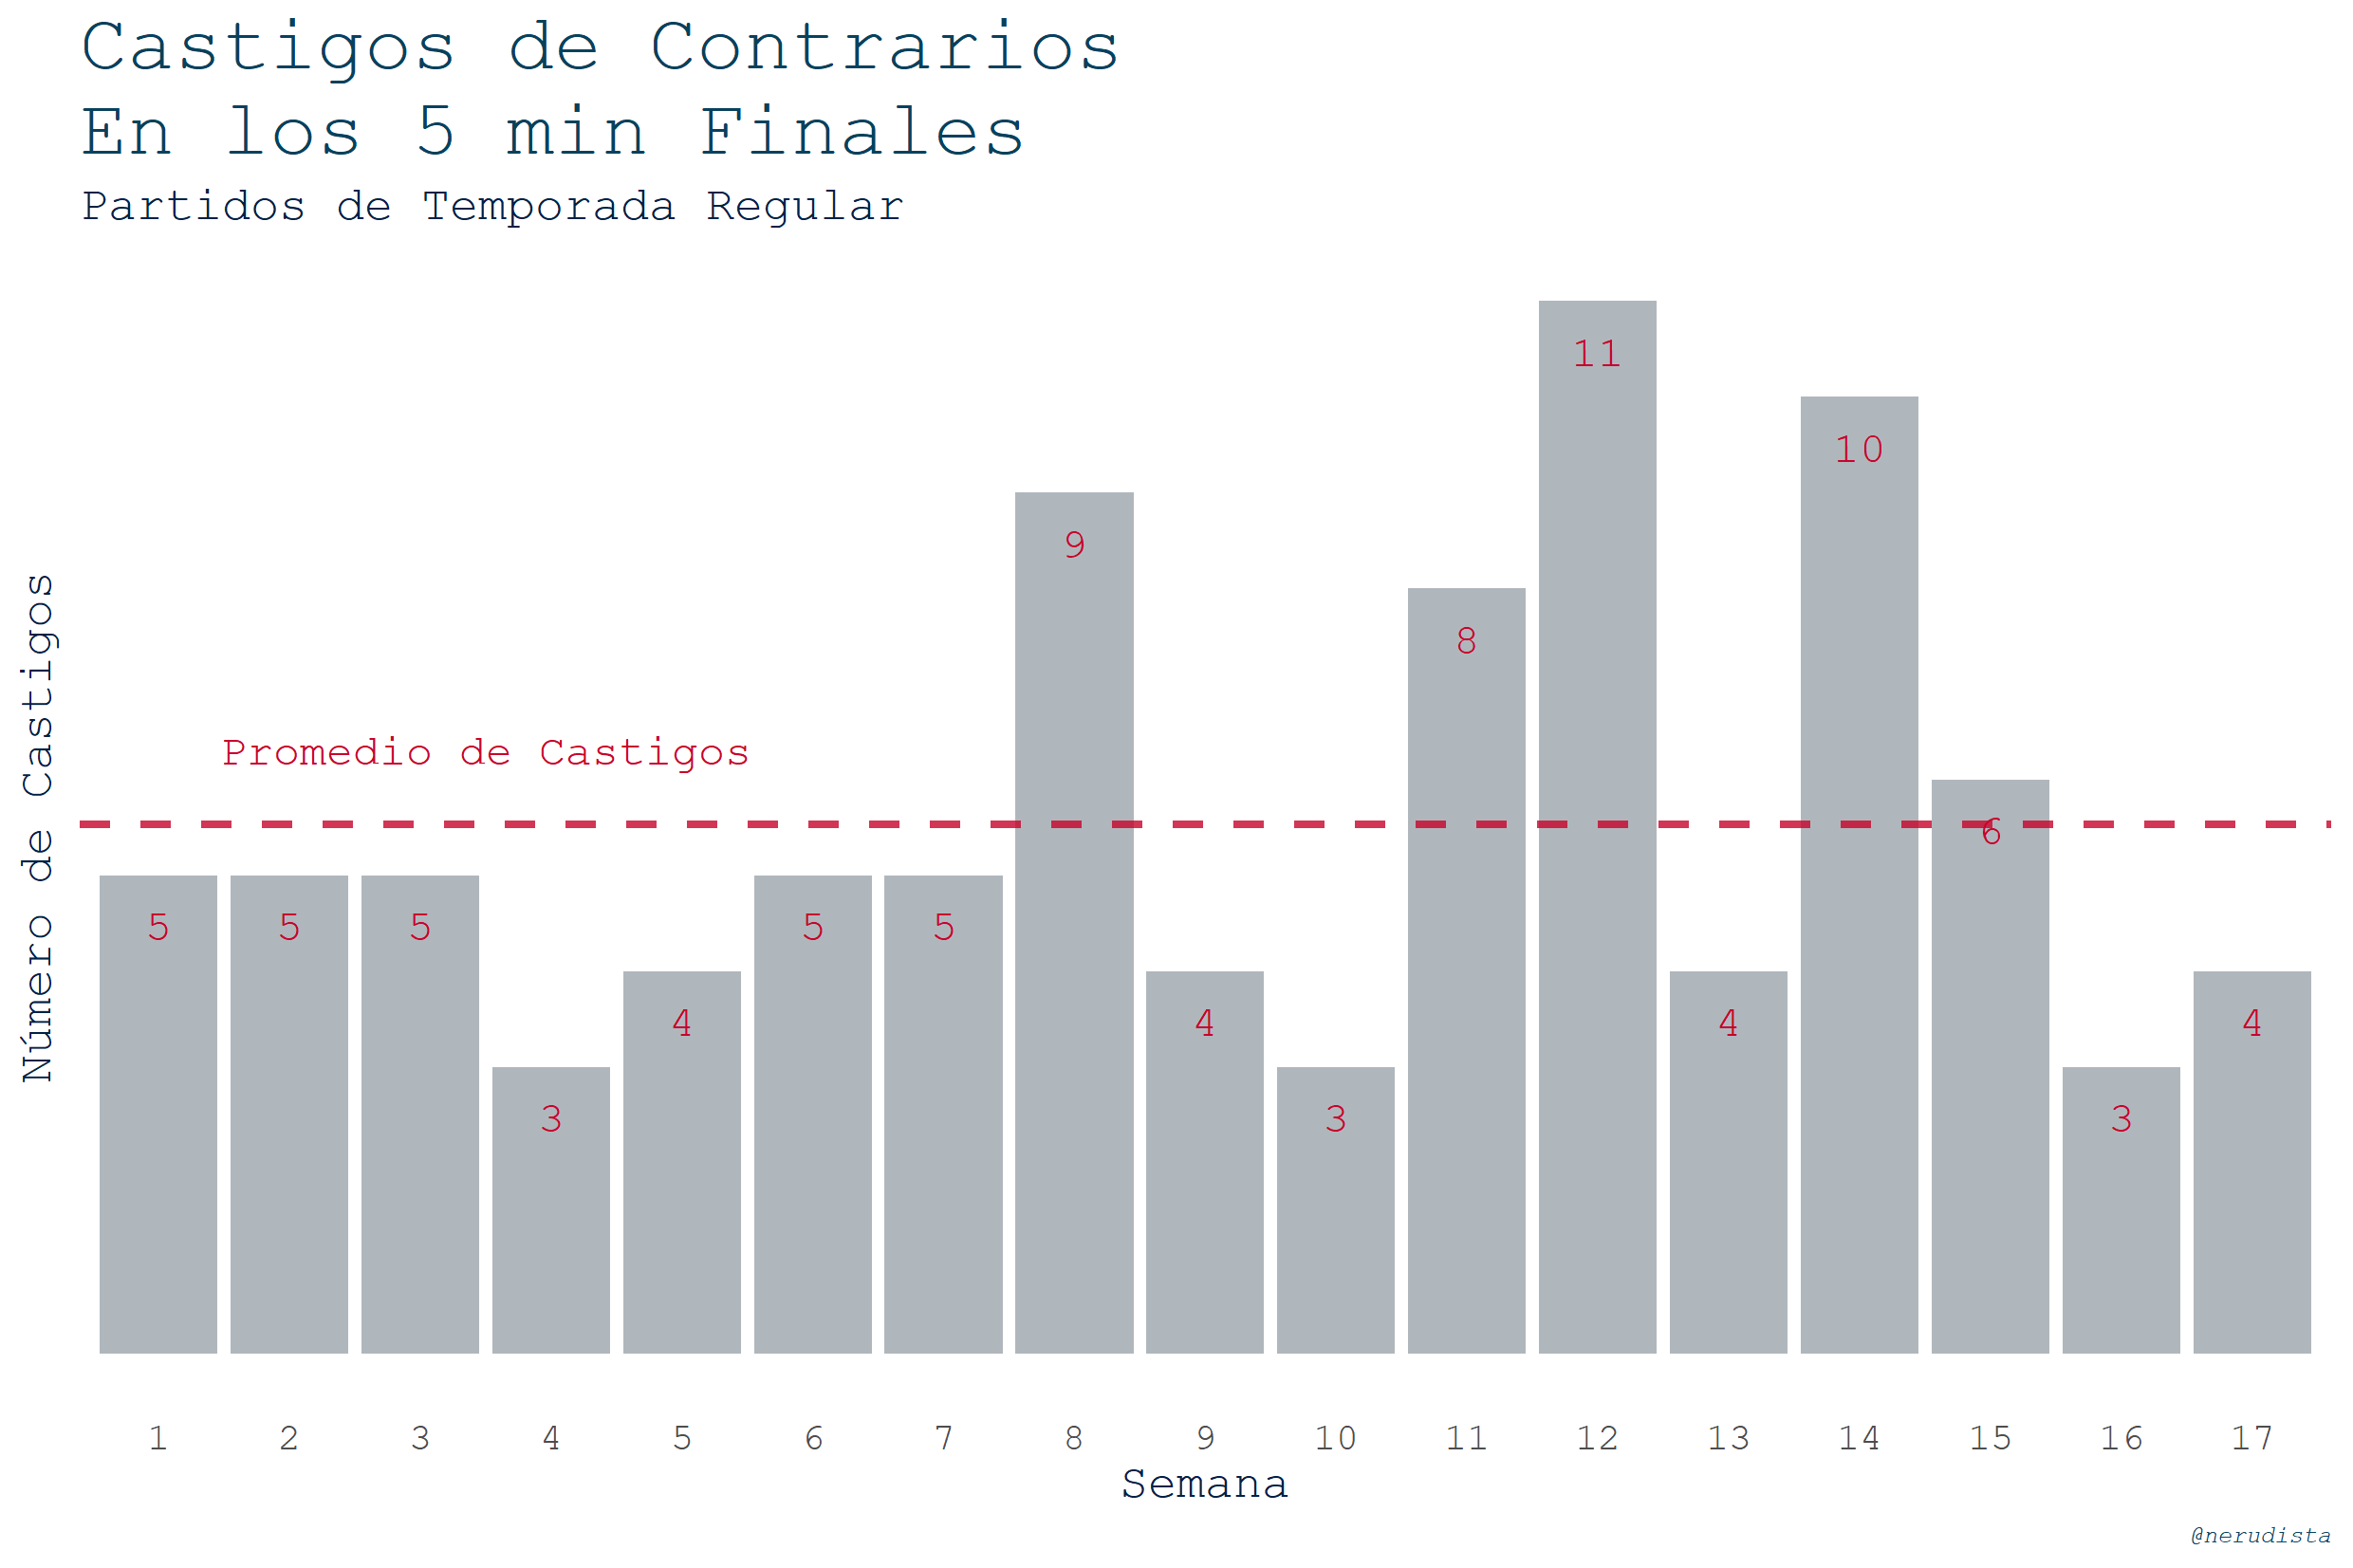 Castigos de Contrarios
En los 5 min Finales
Partidos de Temporada Regular
Número de Castigos
Promedio de Castigos
5 5 5 3 4 5 5 9 4 3 8 11 4 10 6 3 4
1 2 3 4 5 6 7 8 9 10 11 12 13 14 15 16 17
Semana
@nerudista